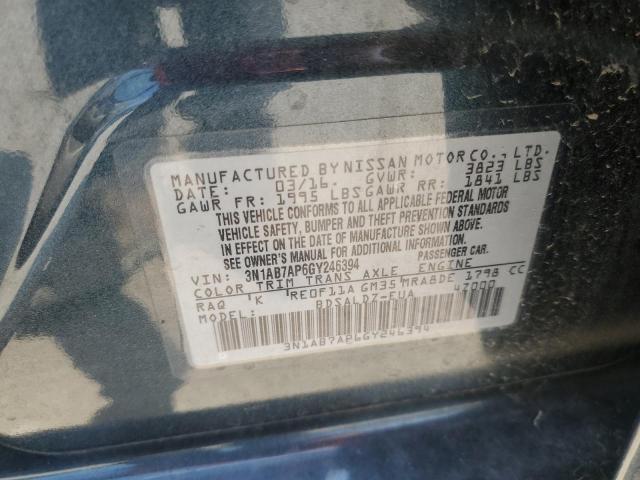 MANUFACTURED BY NISSAN MOTOR CO., LTD.
DATE: 03/16 GVWR: 3823 LBS
GAWR FR: 1995 LBS GAWR RR: 1841 LBS
THIS VEHICLE CONFORMS TO ALL APPLICABLE FEDERAL MOTOR
VEHICLE SAFETY, BUMPER AND THEFT PREVENTION STANDARDS
IN EFFECT ON THE DATE OF MANUFACTURE SHOWN ABOVE.
SEE OWNER'S MANUAL FOR ADDITIONAL INFORMATION.
VIN: 3N1AB7AP6GY246394 PASSENGER CAR.
COLOR TRIM TRANS AXLE ENGINE
RAQ 'K RE0F11A GM35 MRA8DE 1798 CC
MODEL: BDSALD7-EUA 47000
3N1AB7AP6GY246394